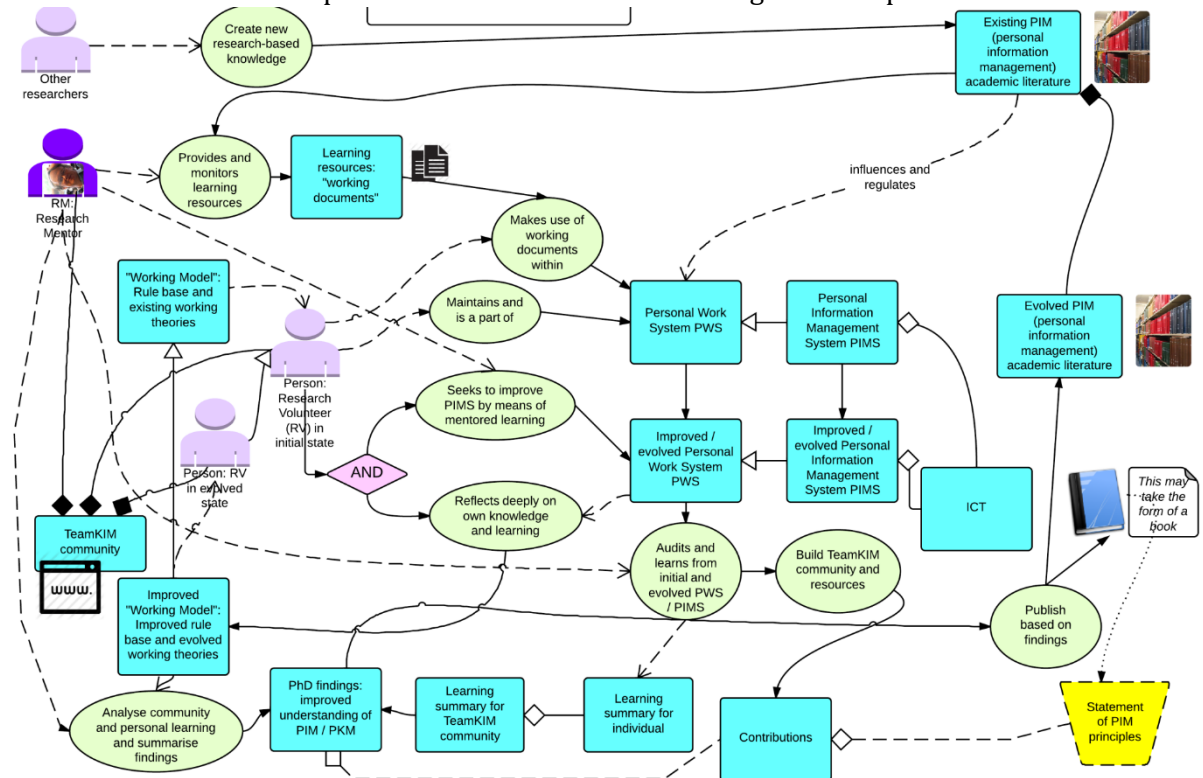 Create new
research-based
knowledge
Existing PIM
(personal
information
management)
academic literature
Other
researchers
Provides and
monitors
learning
resources
Learning
resources:
"working
documents"
influences and
regulates
RM:
Research
Mentor
Makes use of
working
documents
within
"Working Model":
Rule base and
existing working
theories
Maintains and
is a part of
Personal Work
System PWS
Personal
Information
Management
System PIMS
Evolved PIM
(personal
information
management)
academic literature
Person:
Research
Volunteer
(RV) in
initial state
Seeks to improve
PIMS by means of
mentored learning
Improved /
evolved Personal
Work System
PWS
Improved /
evolved Personal
Information
Management
System PIMS
Person: RV
in evolved
state
AND
Reflects deeply on
own knowledge
and learning
ICT
This may
take the
form of a
book
TeamKIM
community
www.
Audits and
learns from
initial and
evolved PWS
/ PIMS
Build TeamKIM
community and
resources
Improved
"Working Model":
Improved rule
base and evolved
working theories
Publish
based on
findings
Analyse community
and personal learning
and summarise
findings
PhD findings:
improved
understanding of
PIM / PKM
Learning
summary for
TeamKIM
community
Learning
summary for
individual
Contributions
Statement
of PIM
principles